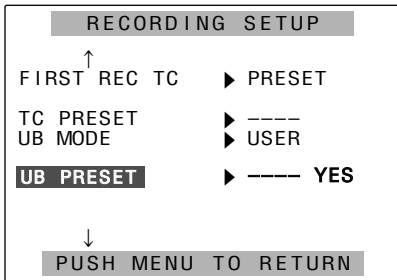 RECORDING SETUP
↑
FIRST REC TC ▶ PRESET
TC PRESET ▶ ----
UB MODE ▶ USER
UB PRESET ▶ ---- YES
↓
PUSH MENU TO RETURN